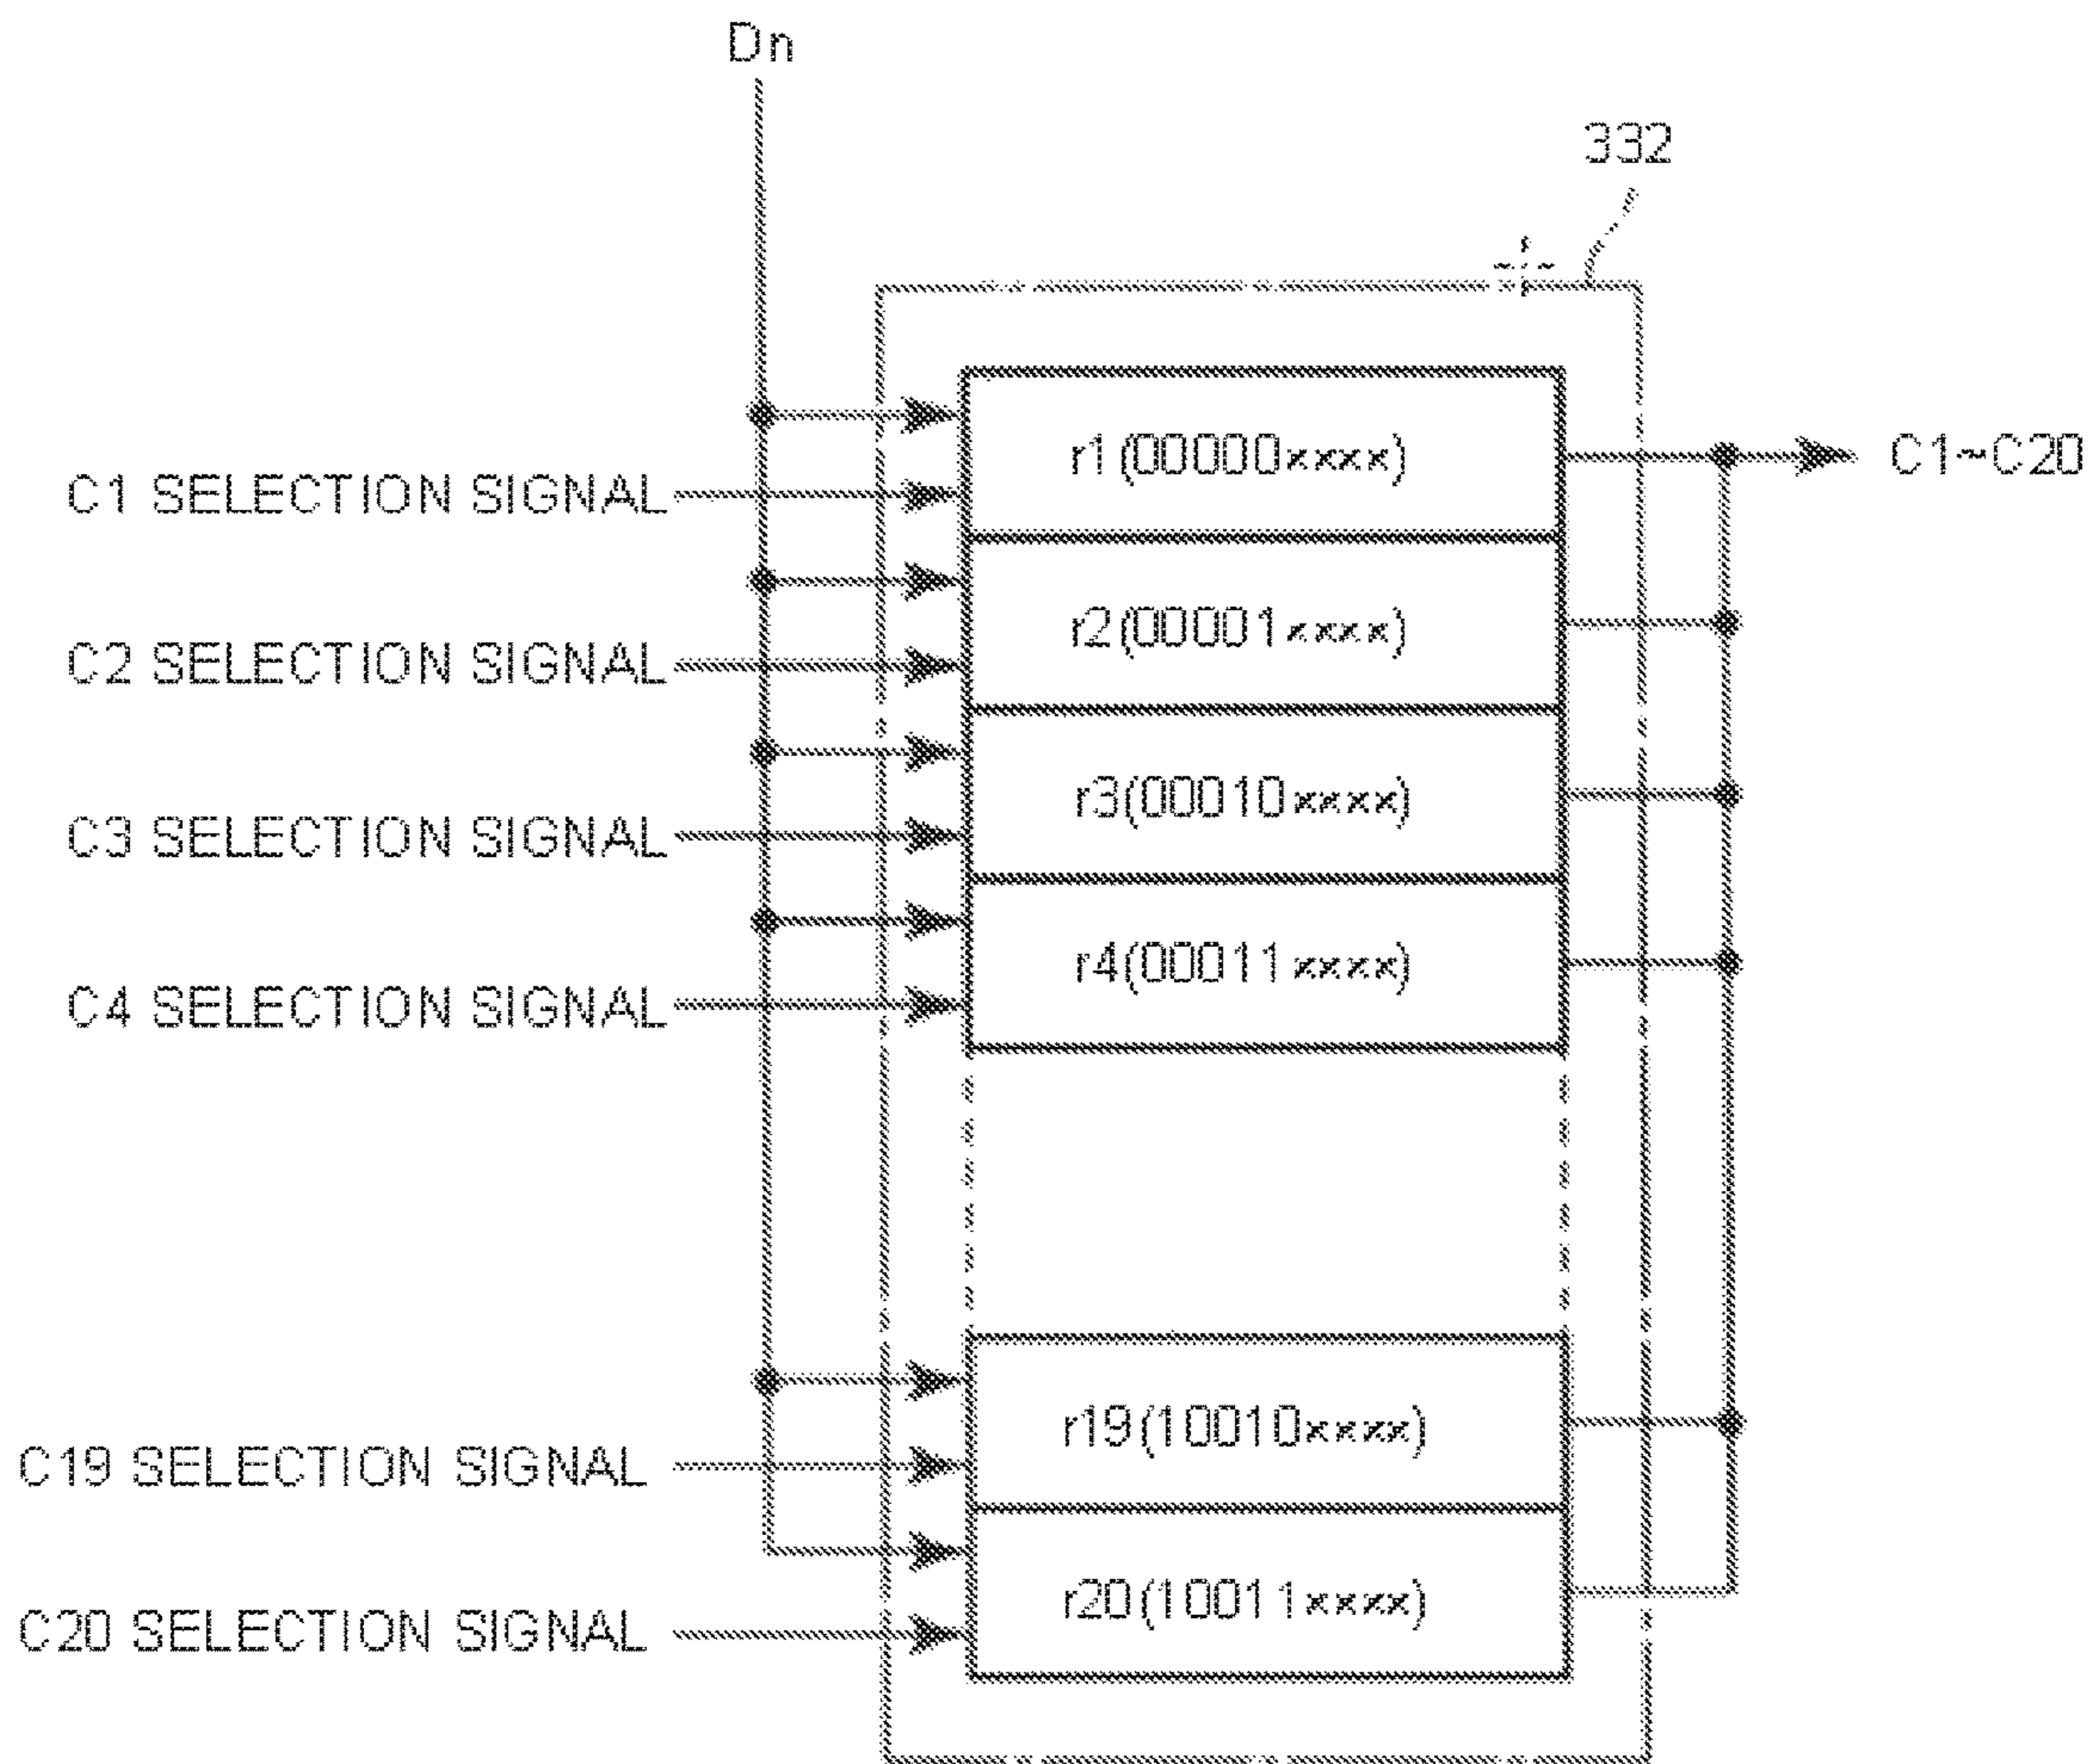 Dn
332
r1(00000xxxx)
C1~C20
C1 SELECTION SIGNAL
r2(00001xxxx)
C2 SELECTION SIGNAL
r3(00010xxxx)
C3 SELECTION SIGNAL
r4(00011xxxx)
C4 SELECTION SIGNAL
r19(10010xxxx)
C19 SELECTION SIGNAL
r20(10011xxxx)
C20 SELECTION SIGNAL